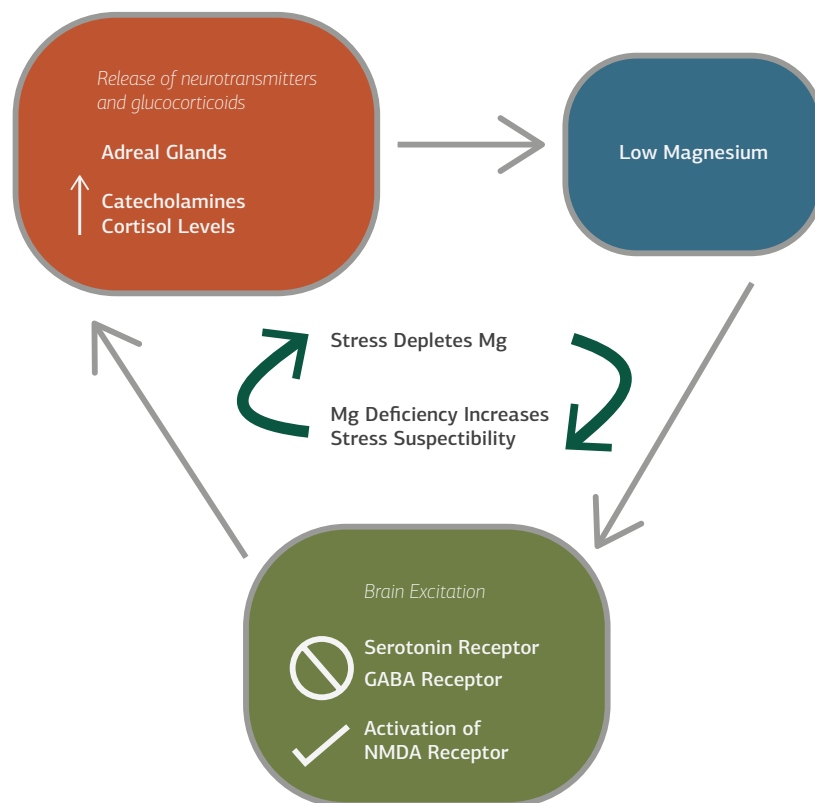 Release of neurotransmitters
and glucocorticoids
Adreal Glands
Catecholamines
Cortisol Levels
Low Magnesium
Stress Depletes Mg
Mg Deficiency Increases
Stress Suspectibility
Brain Excitation
Serotonin Receptor
GABA Receptor
Activation of
NMDA Receptor